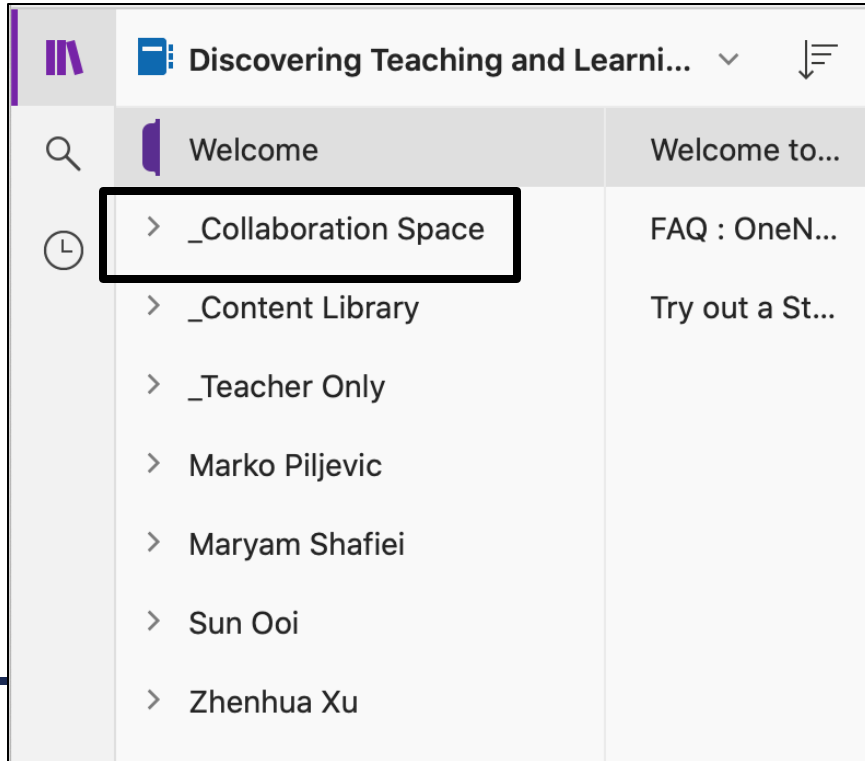 Discovering Teaching and Learni...
Welcome
Welcome to...
_Collaboration Space
FAQ : OneN...
_Content Library
Try out a St...
_Teacher Only
Marko Piljevic
Maryam Shafiei
Sun Ooi
Zhenhua Xu